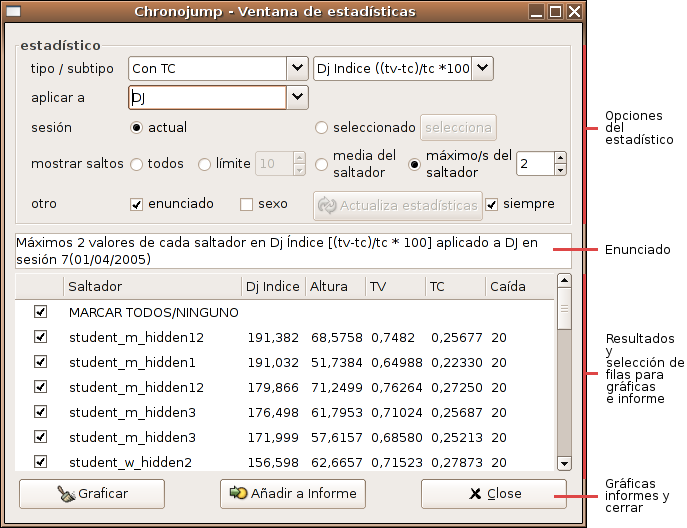 Chronojump - Ventana de estadísticas
estadístico
tipo / subtipo Con TC Dj Indice ((tv-tc)/tc *100
aplicar a DJ
sesión actual seleccionado selecciona
mostrar saltos todos límite 10 media del saltador máximo/s del saltador 2
otro enunciado sexo Actualiza estadísticas siempre
Máximos 2 valores de cada saltador en Dj Índice [(tv-tc)/tc * 100] aplicado a DJ en
sesión 7(01/04/2005)
Saltador Dj Indice Altura TV TC Caída
MARCAR TODOS/NINGUNO
student_m_hidden12 191,382 68,5758 0,7482 0,25677 20
student_m_hidden1 191,032 51,7384 0,64988 0,22330 20
student_m_hidden12 179,866 71,2499 0,76264 0,27250 20
student_m_hidden3 176,498 61,7953 0,71024 0,25687 20
student_m_hidden3 171,999 57,6157 0,68580 0,25213 20
student_w_hidden2 156,598 62,6657 0,71523 0,27873 20
Graficar Añadir a Informe Close
Opciones
del
estadístico
Enunciado
Resultados
y
selección de
filas para
gráficas
e informe
Gráficas
informes y
cerrar